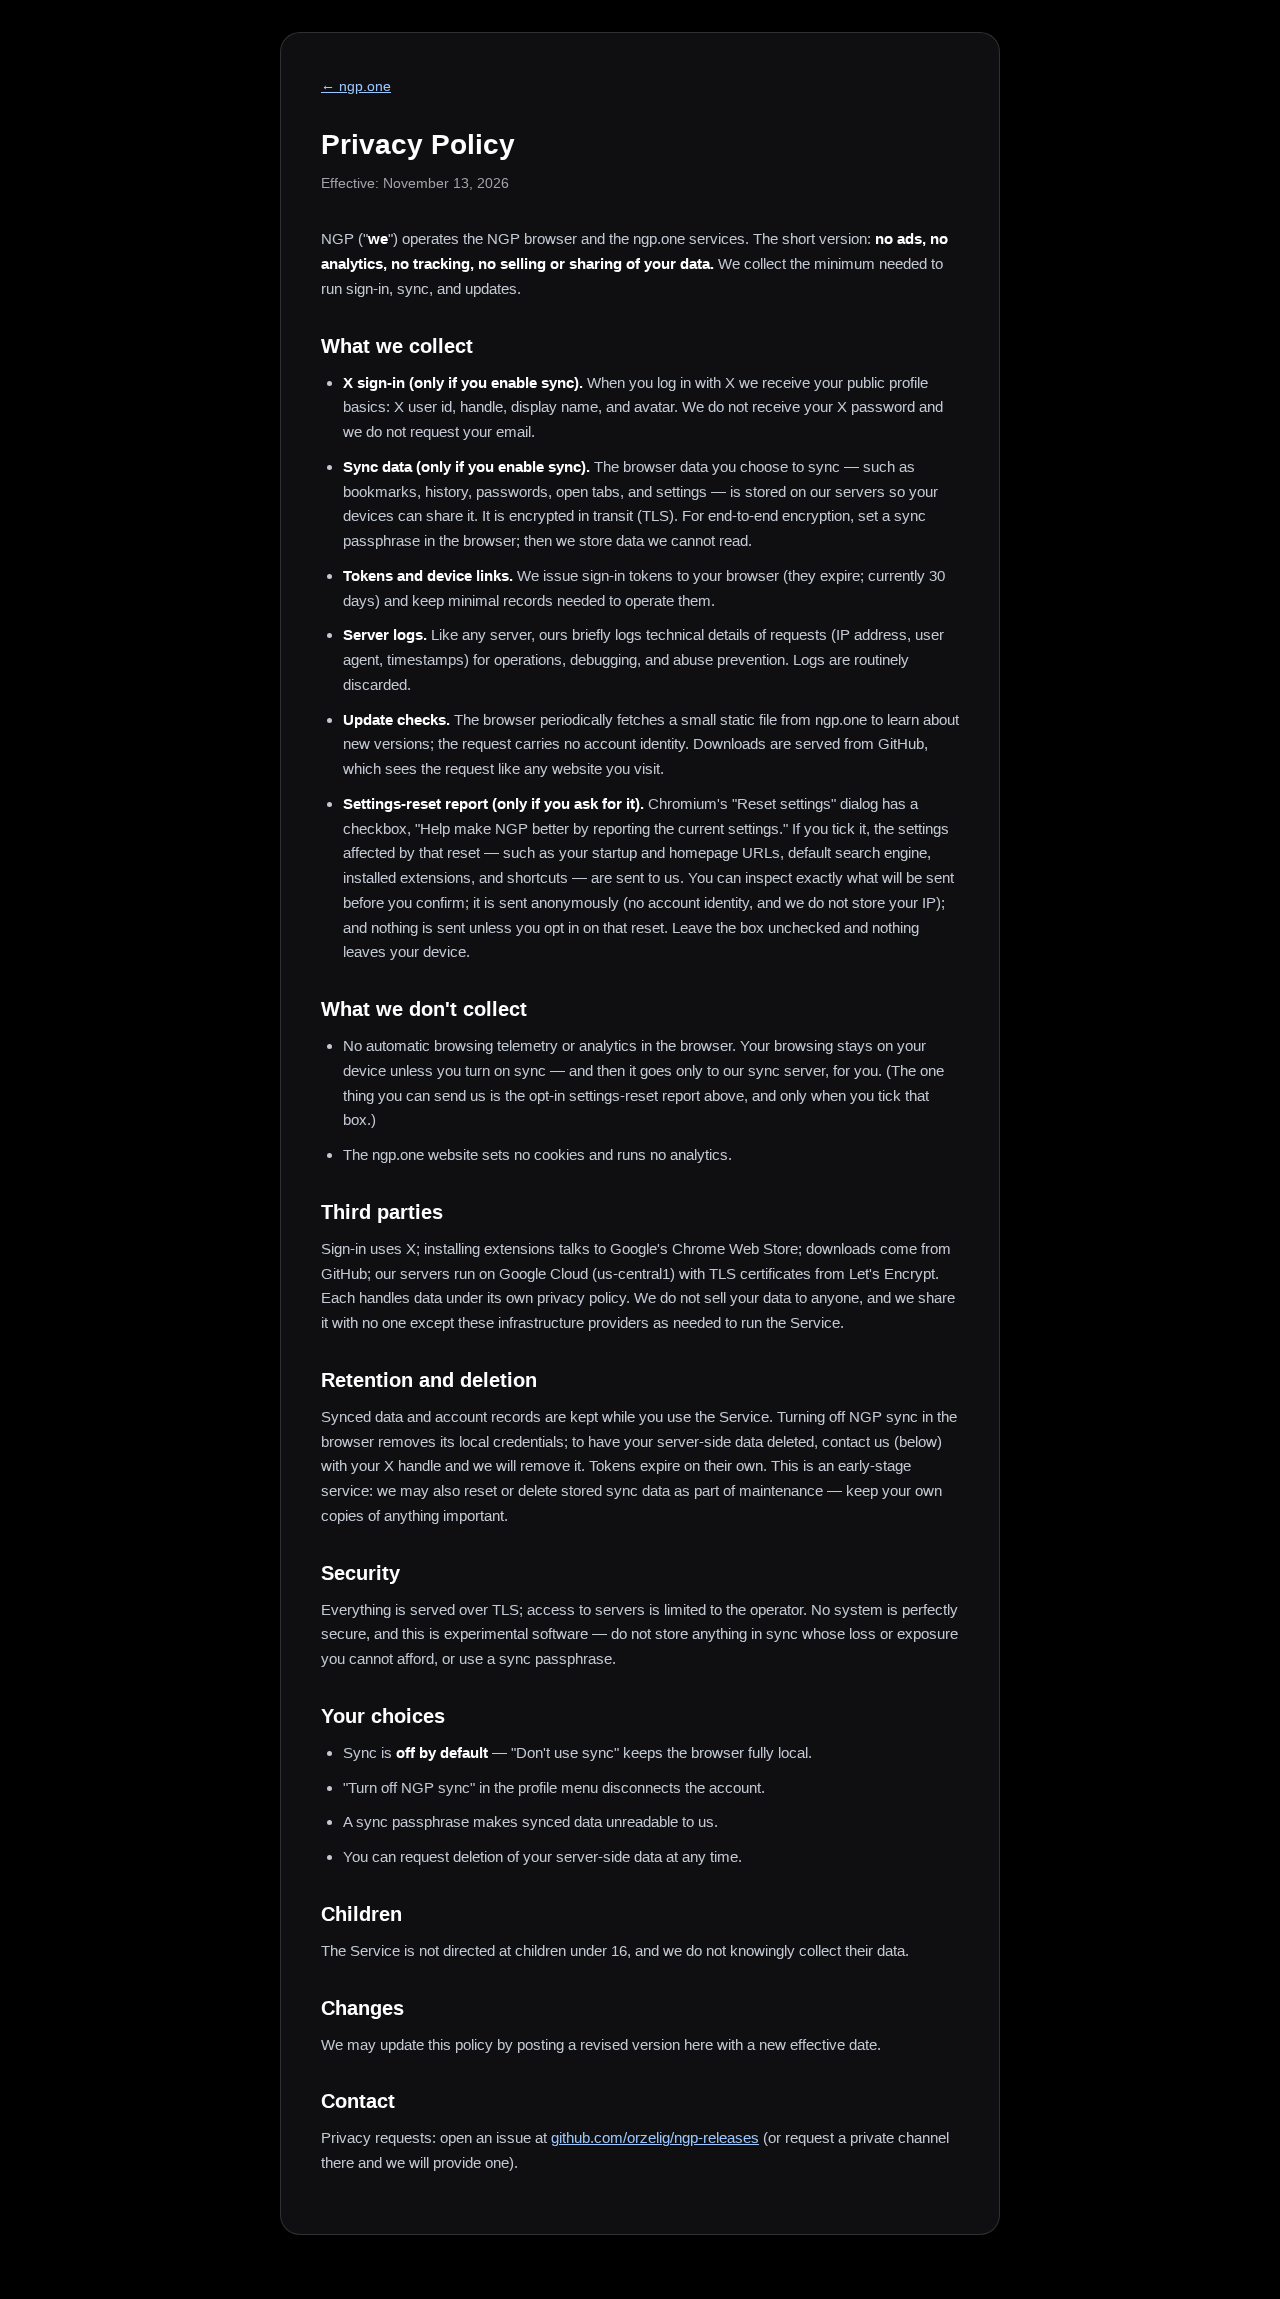 ← ngp.one
Privacy Policy
Effective: November 13, 2026
NGP ("we") operates the NGP browser and the ngp.one services. The short version: no ads, no
analytics, no tracking, no selling or sharing of your data. We collect the minimum needed to
run sign-in, sync, and updates.
What we collect
• X sign-in (only if you enable sync). When you log in with X we receive your public profile
basics: X user id, handle, display name, and avatar. We do not receive your X password and
we do not request your email.
• Sync data (only if you enable sync). The browser data you choose to sync — such as
bookmarks, history, passwords, open tabs, and settings — is stored on our servers so your
devices can share it. It is encrypted in transit (TLS). For end-to-end encryption, set a sync
passphrase in the browser; then we store data we cannot read.
• Tokens and device links. We issue sign-in tokens to your browser (they expire; currently 30
days) and keep minimal records needed to operate them.
• Server logs. Like any server, ours briefly logs technical details of requests (IP address, user
agent, timestamps) for operations, debugging, and abuse prevention. Logs are routinely
discarded.
• Update checks. The browser periodically fetches a small static file from ngp.one to learn about
new versions; the request carries no account identity. Downloads are served from GitHub,
which sees the request like any website you visit.
• Settings-reset report (only if you ask for it). Chromium's "Reset settings" dialog has a
checkbox, "Help make NGP better by reporting the current settings." If you tick it, the settings
affected by that reset — such as your startup and homepage URLs, default search engine,
installed extensions, and shortcuts — are sent to us. You can inspect exactly what will be sent
before you confirm; it is sent anonymously (no account identity, and we do not store your IP);
and nothing is sent unless you opt in on that reset. Leave the box unchecked and nothing
leaves your device.
What we don't collect
• No automatic browsing telemetry or analytics in the browser. Your browsing stays on your
device unless you turn on sync — and then it goes only to our sync server, for you. (The one
thing you can send us is the opt-in settings-reset report above, and only when you tick that
box.)
• The ngp.one website sets no cookies and runs no analytics.
Third parties
Sign-in uses X; installing extensions talks to Google's Chrome Web Store; downloads come from
GitHub; our servers run on Google Cloud (us-central1) with TLS certificates from Let's Encrypt.
Each handles data under its own privacy policy. We do not sell your data to anyone, and we share
it with no one except these infrastructure providers as needed to run the Service.
Retention and deletion
Synced data and account records are kept while you use the Service. Turning off NGP sync in the
browser removes its local credentials; to have your server-side data deleted, contact us (below)
with your X handle and we will remove it. Tokens expire on their own. This is an early-stage
service: we may also reset or delete stored sync data as part of maintenance — keep your own
copies of anything important.
Security
Everything is served over TLS; access to servers is limited to the operator. No system is perfectly
secure, and this is experimental software — do not store anything in sync whose loss or exposure
you cannot afford, or use a sync passphrase.
Your choices
• Sync is off by default — "Don't use sync" keeps the browser fully local.
• "Turn off NGP sync" in the profile menu disconnects the account.
• A sync passphrase makes synced data unreadable to us.
• You can request deletion of your server-side data at any time.
Children
The Service is not directed at children under 16, and we do not knowingly collect their data.
Changes
We may update this policy by posting a revised version here with a new effective date.
Contact
Privacy requests: open an issue at github.com/orzelig/ngp-releases (or request a private channel
there and we will provide one).